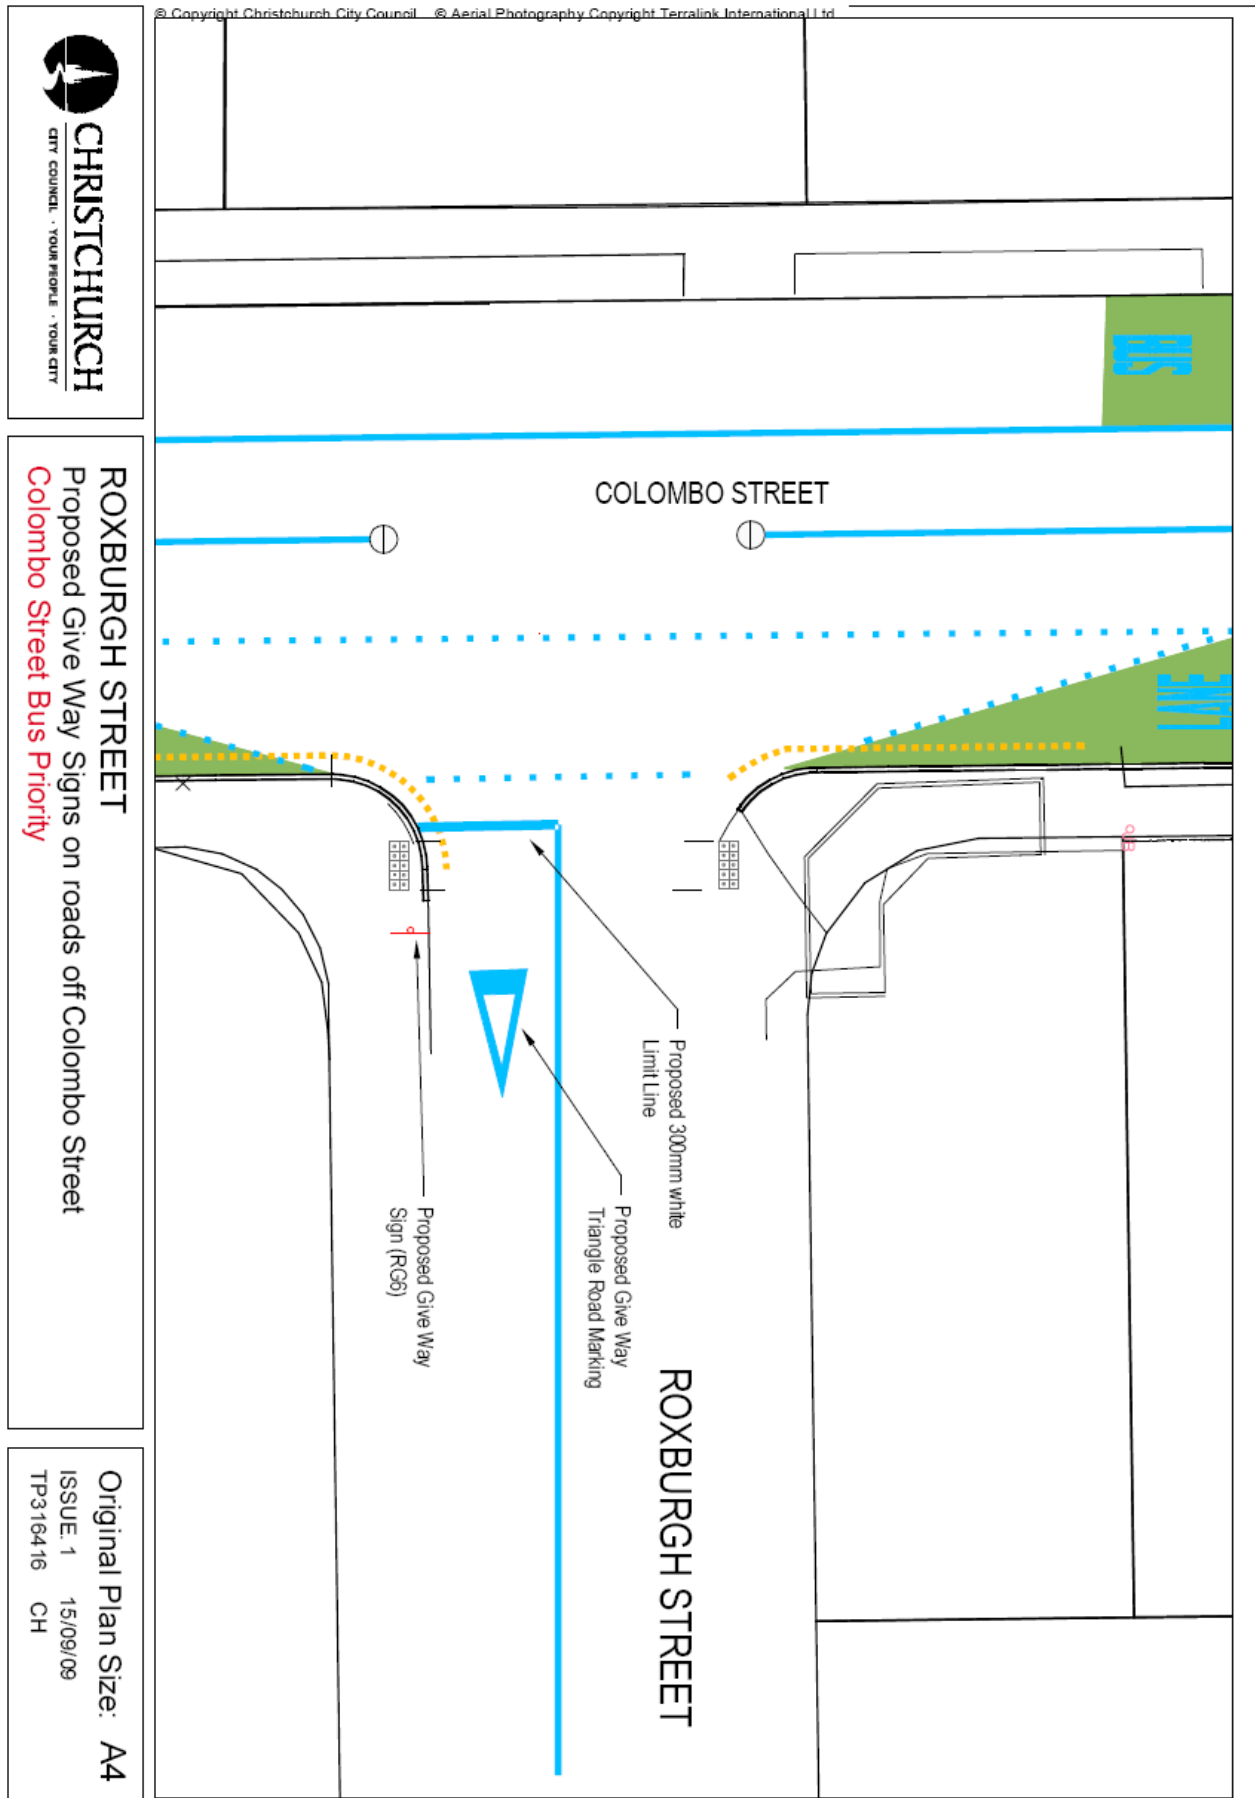 © Copyright Christchurch City Council © Aerial Photography Copyright Terralink International Ltd
CHRISTCHURCH
CITY COUNCIL · YOUR PEOPLE · YOUR CITY
ROXBURGH STREET
Proposed Give Way Signs on roads off Colombo Street
Colombo Street Bus Priority
Original Plan Size: A4
ISSUE. 1 15/09/09
TP316416 CH
BUS
COLOMBO STREET
LANE
Proposed 300mm white
Limit Line
Proposed Give Way
Triangle Road Marking
Proposed Give Way
Sign (RG6)
ROXBURGH STREET